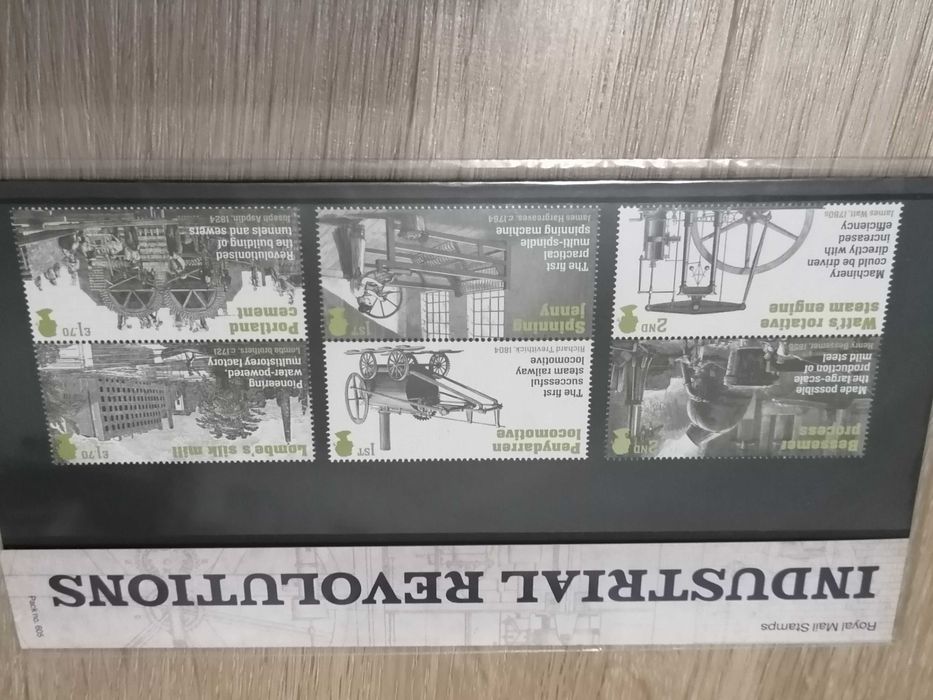 Royal Mail Stamps
INDUSTRIAL REVOLUTIONS
Pack no. 605
Bessemer
process
2ND
Made possible
the large-scale
production of
mild steel
Henry Bessemer, 1856
Penydarren
locomotive
1ST
The first
successful
steam railway
locomotive
Richard Trevithick, 1804
Lombe's silk mill
£1.70
Pioneering
water-powered,
multistorey factory
Lombe brothers, c.1721
Watt's rotative
steam engine
2ND
Machinery
could be driven
directly with
increased
efficiency
James Watt, 1780s
Spinning
jenny
1ST
The first
practical
multi-spindle
spinning machine
James Hargreaves, c.1764
Portland
cement
£1.70
Revolutionised
the building of
tunnels and sewers
Joseph Aspdin, 1824